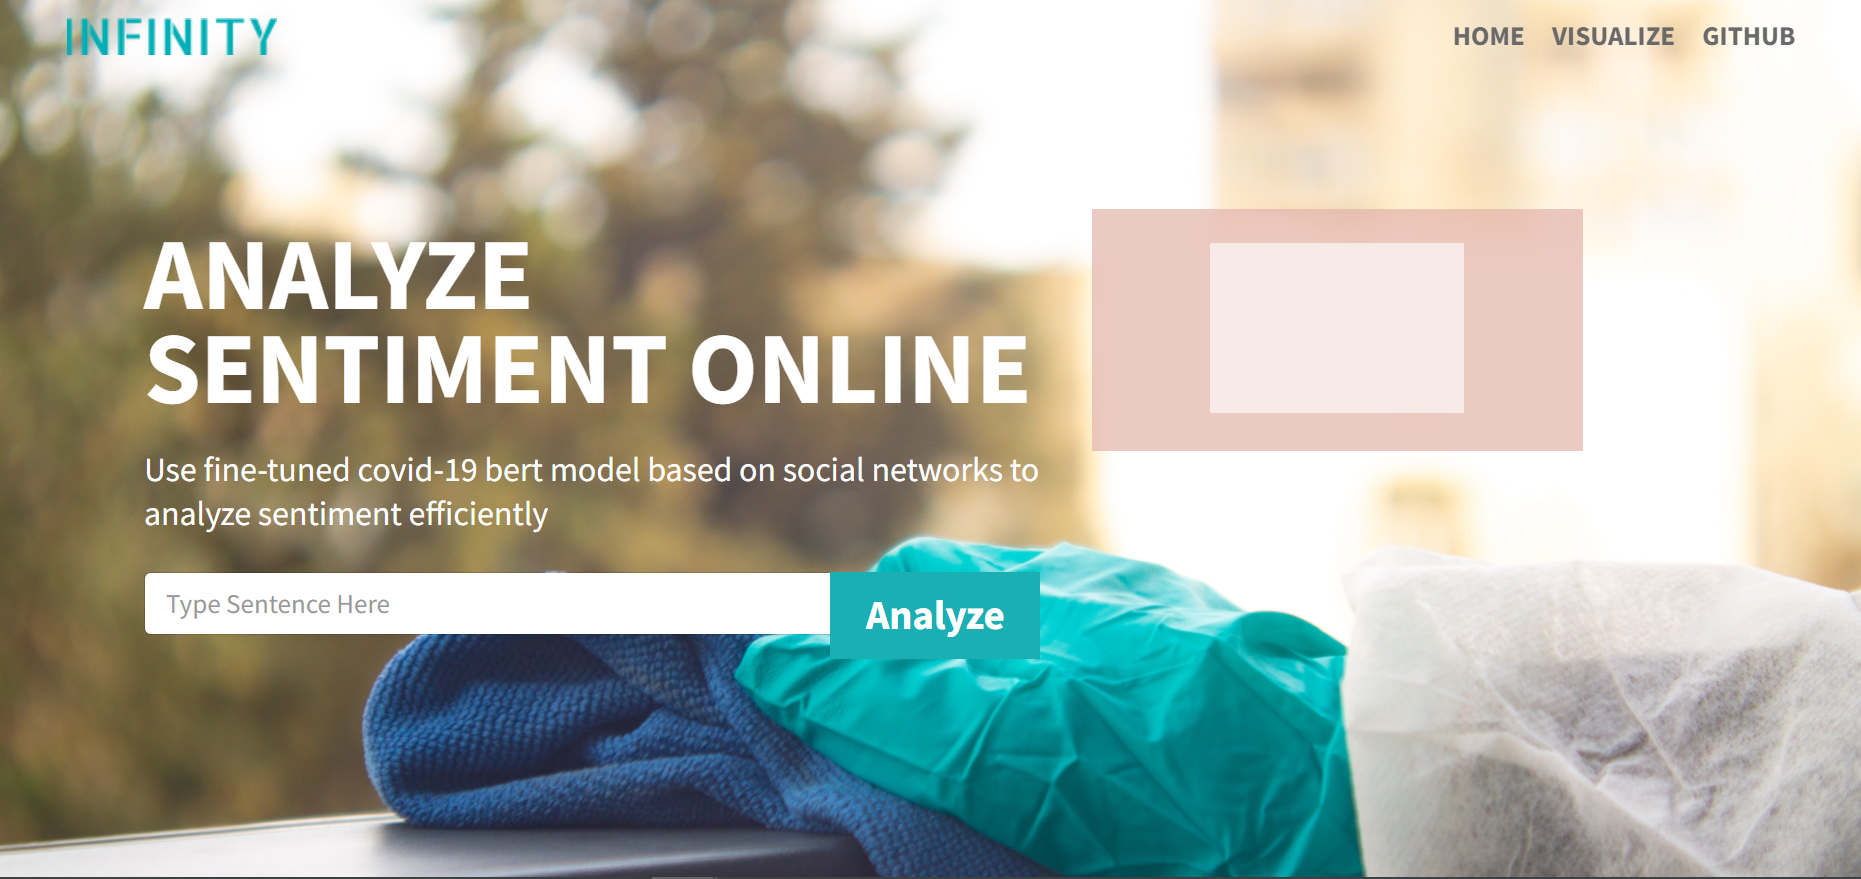 INFINITY
HOME VISUALIZE GITHUB
ANALYZE
SENTIMENT ONLINE
Use fine-tuned covid-19 bert model based on social networks to
analyze sentiment efficiently
Type Sentence Here
Analyze